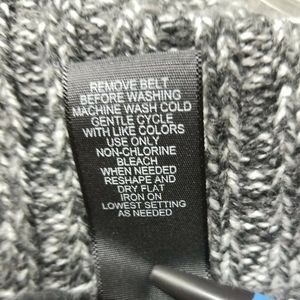 REMOVE BELT
BEFORE WASHING
MACHINE WASH COLD
GENTLE CYCLE
WITH LIKE COLORS
USE ONLY
NON-CHLORINE
BLEACH
WHEN NEEDED
RESHAPE AND
DRY FLAT
IRON ON
LOWEST SETTING
AS NEEDED